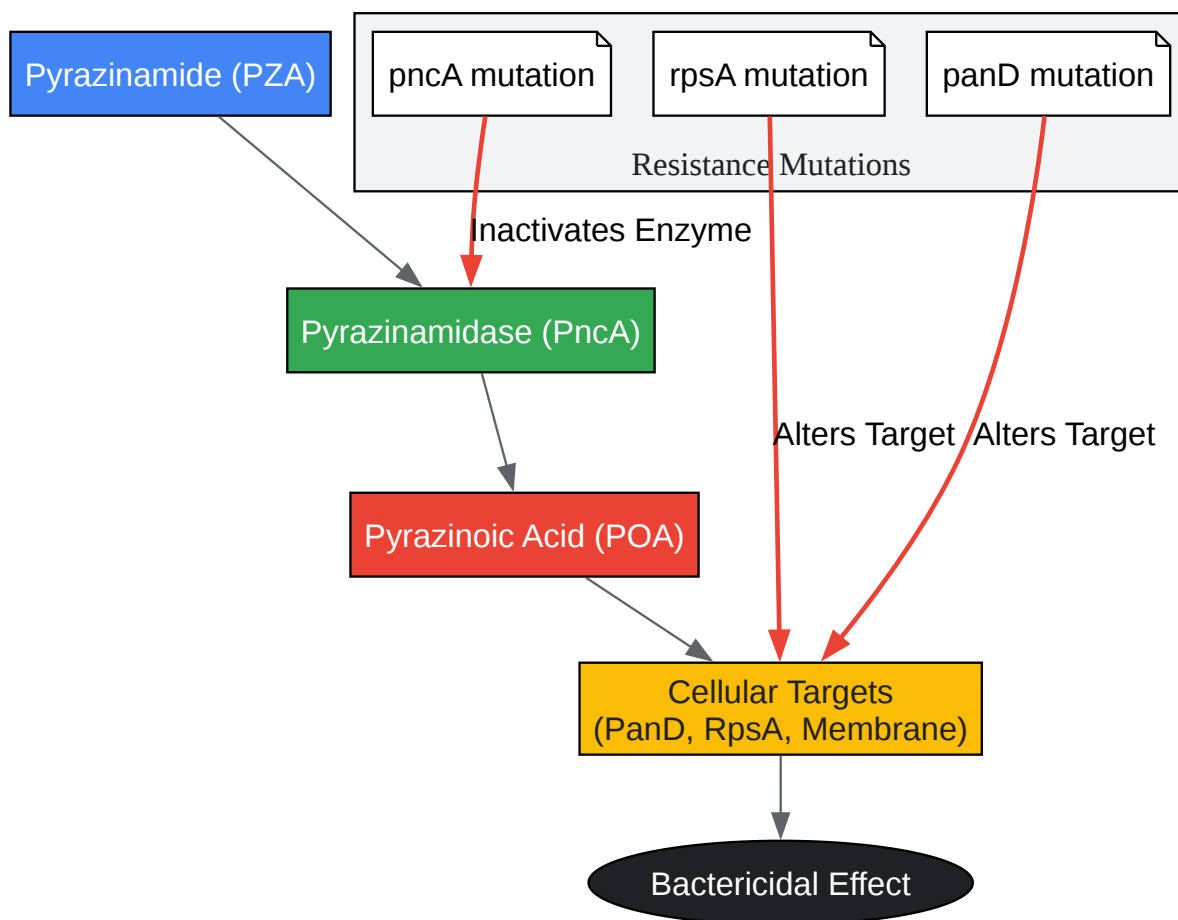 Pyrazinamide (PZA)
pncA mutation
rpsA mutation
panD mutation
Resistance Mutations
Inactivates Enzyme
Pyrazinamidase (PncA)
Alters Target
Alters Target
Pyrazinoic Acid (POA)
Cellular Targets
(PanD, RpsA, Membrane)
Bactericidal Effect